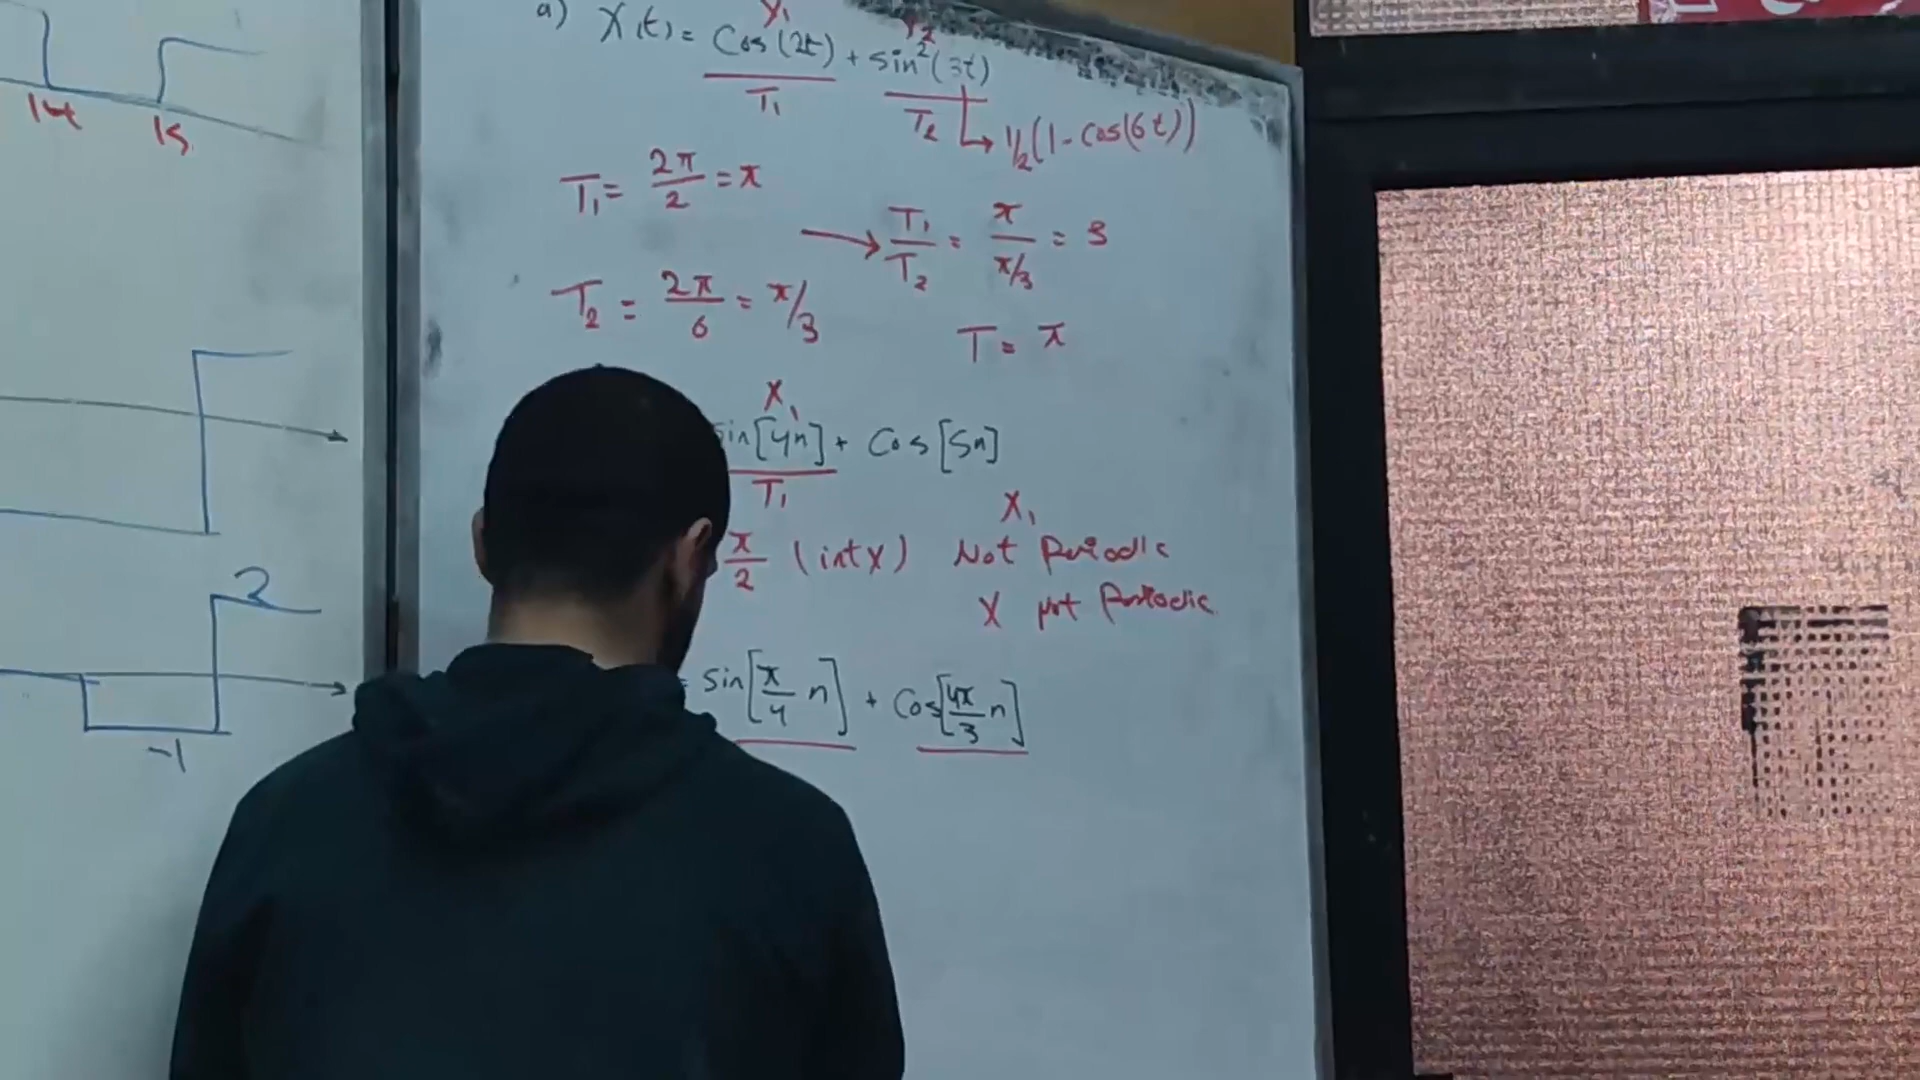 14
15
2
-1
a) X(t) = Cos(2t) + sin²(3t)
T₁
T₂ ↳ 1/2(1 - Cos(6t))
T₁ = 2π/2 = π
→ T₁/T₂ = π/(π/3) = 3
T₂ = 2π/6 = π/3
T = π
X₁
sin[4n] + Cos[5n]
T₁
X₁
π/2 (int X) Not Periodic
X not Periodic
= sin[π/4 n] + Cos[4π/3 n]